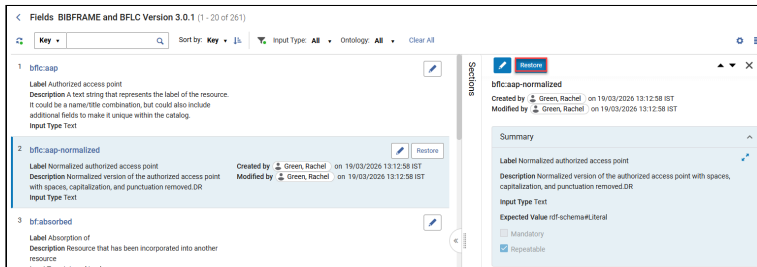 Fields BIBFRAME and BFLC Version 3.0.1 (1 - 20 of 261)
Key
Sort by: Key
Input Type: All
Ontology: All
Clear All
1 bflc:aap
Label Authorized access point
Description A text string that represents the label of the resource.
It could be a name/title combination, but could also include
additional fields to make it unique within the catalog.
Input Type Text
2 bflc:aap-normalized
Restore
Label Normalized authorized access point
Description Normalized version of the authorized access point
with spaces, capitalization, and punctuation removed.DR
Input Type Text
Created by Green, Rachel on 19/03/2026 13:12:58 IST
Modified by Green, Rachel on 19/03/2026 13:12:58 IST
3 bf:absorbed
Label Absorption of
Description Resource that has been incorporated into another
resource
Sections
Restore
bflc:aap-normalized
Created by Green, Rachel on 19/03/2026 13:12:58 IST
Modified by Green, Rachel on 19/03/2026 13:12:58 IST
Summary
Label Normalized authorized access point
Description Normalized version of the authorized access point with spaces,
capitalization, and punctuation removed.DR
Input Type Text
Expected Value rdf-schema#Literal
Mandatory
Repeatable